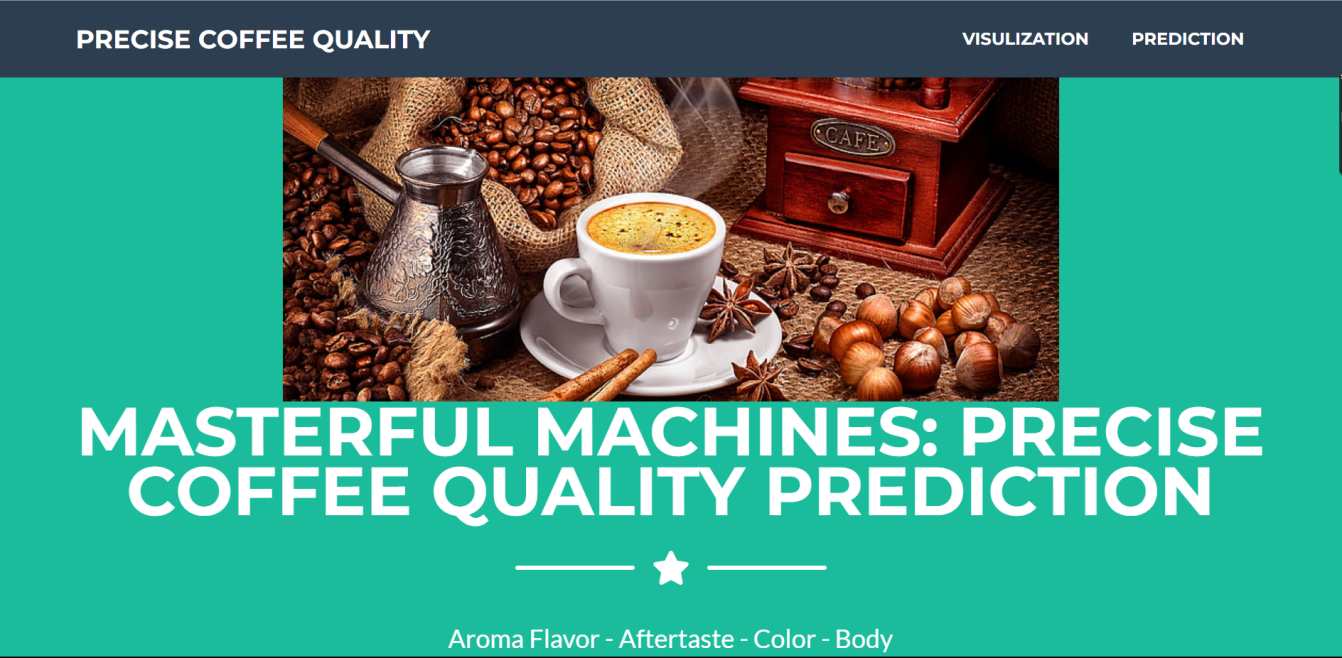 PRECISE COFFEE QUALITY
VISULIZATION
PREDICTION
CAFE
MASTERFUL MACHINES: PRECISE
COFFEE QUALITY PREDICTION
Aroma Flavor - Aftertaste - Color - Body